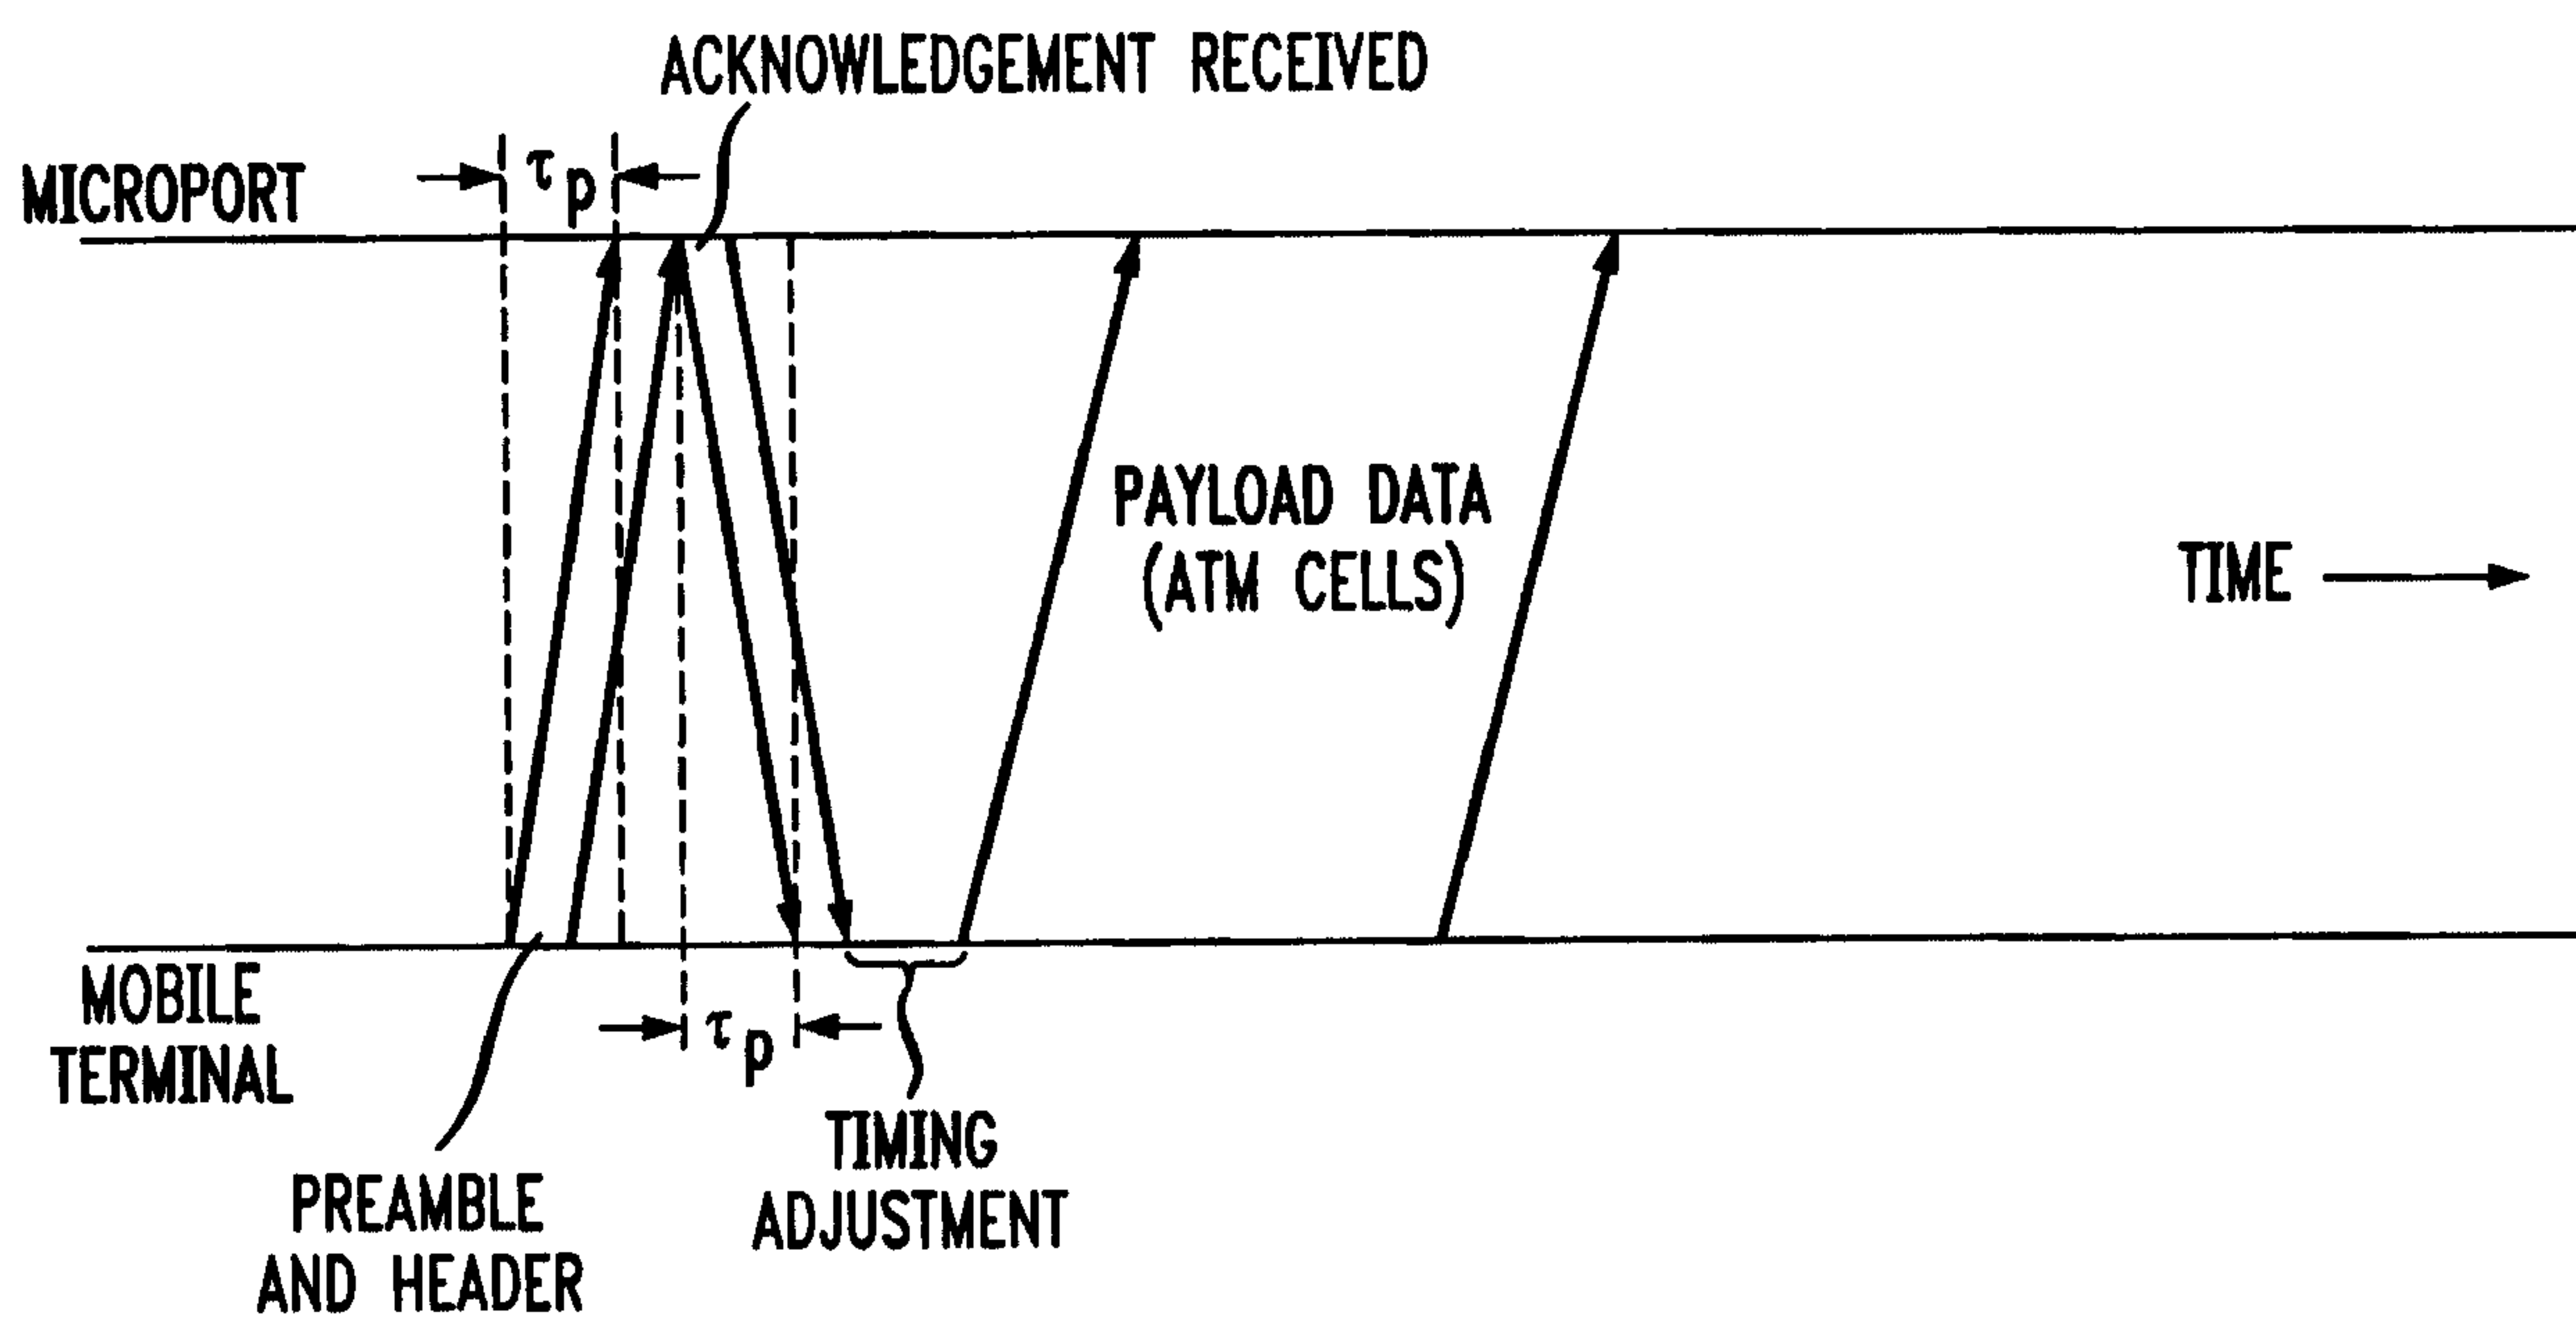 ACKNOWLEDGEMENT RECEIVED
MICROPORT
τp
PAYLOAD DATA
(ATM CELLS)
TIME
MOBILE
TERMINAL
τp
TIMING
ADJUSTMENT
PREAMBLE
AND HEADER